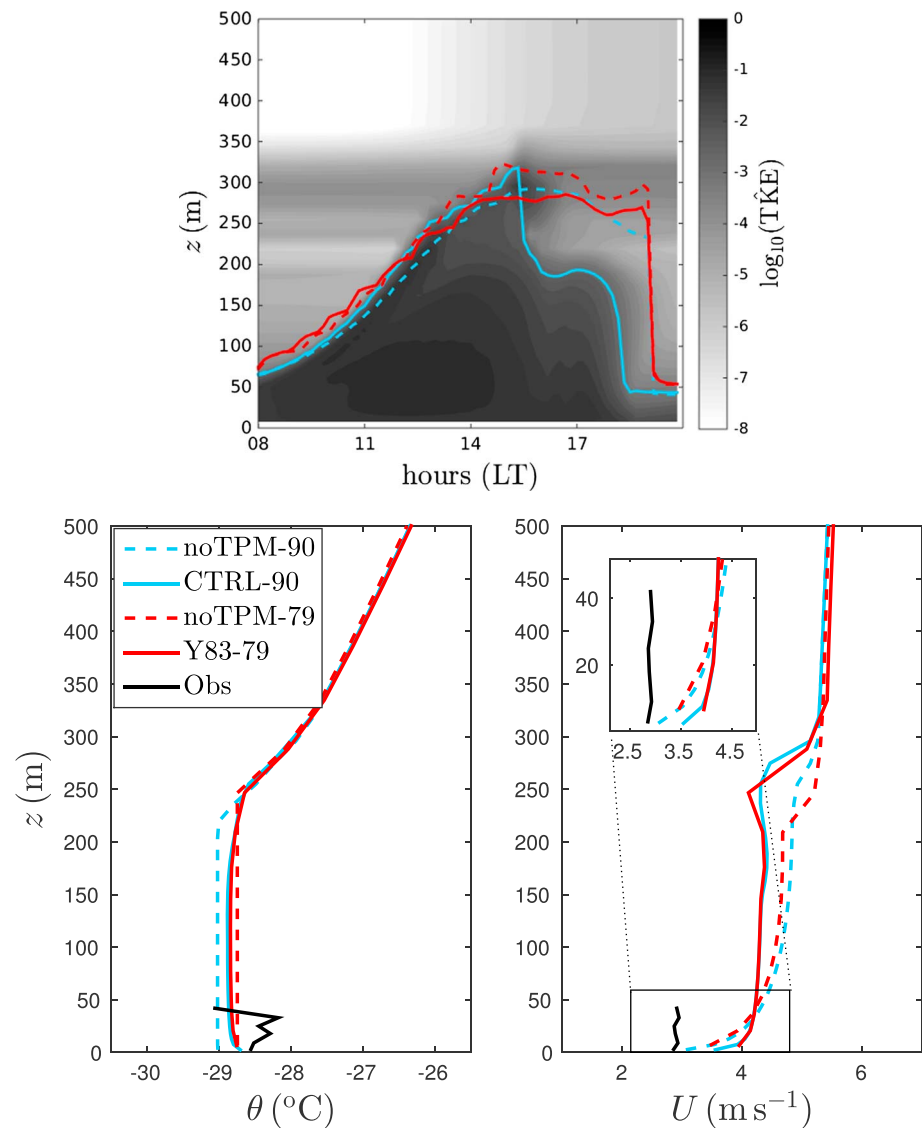 500
450
400
350
300
250
200
150
100
50
0
z (m)
08 11 14 17
hours (LT)
0
-1
-2
-3
-4
-5
-6
-7
-8
log₁₀(TKE)
500
450
400
350
300
250
200
150
100
50
0
z (m)
noTPM-90
CTRL-90
noTPM-79
Y83-79
Obs
-30 -29 -28 -27 -26
θ (°C)
500
450
400
350
300
250
200
150
100
50
0
40
20
2.5 3.5 4.5
2 4 6
U (m s⁻¹)